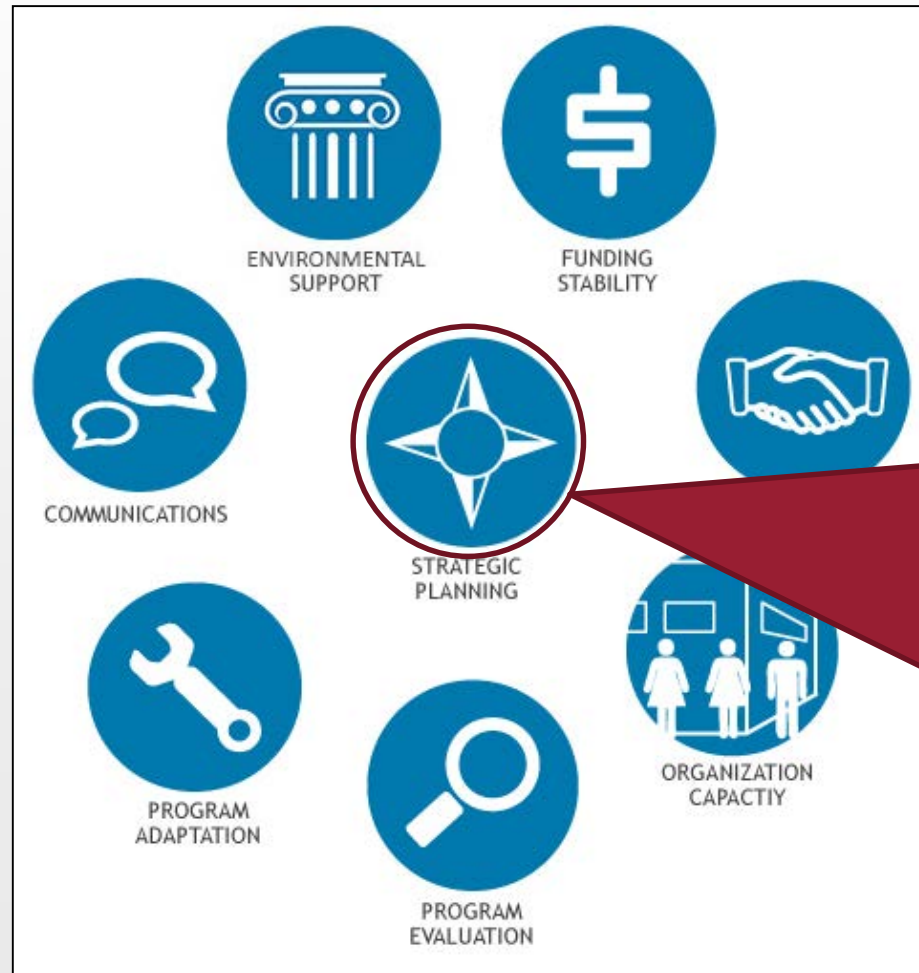 ENVIRONMENTAL
SUPPORT
FUNDING
STABILITY
COMMUNICATIONS
STRATEGIC
PLANNING
ORGANIZATION
CAPACTIY
PROGRAM
ADAPTATION
PROGRAM
EVALUATION